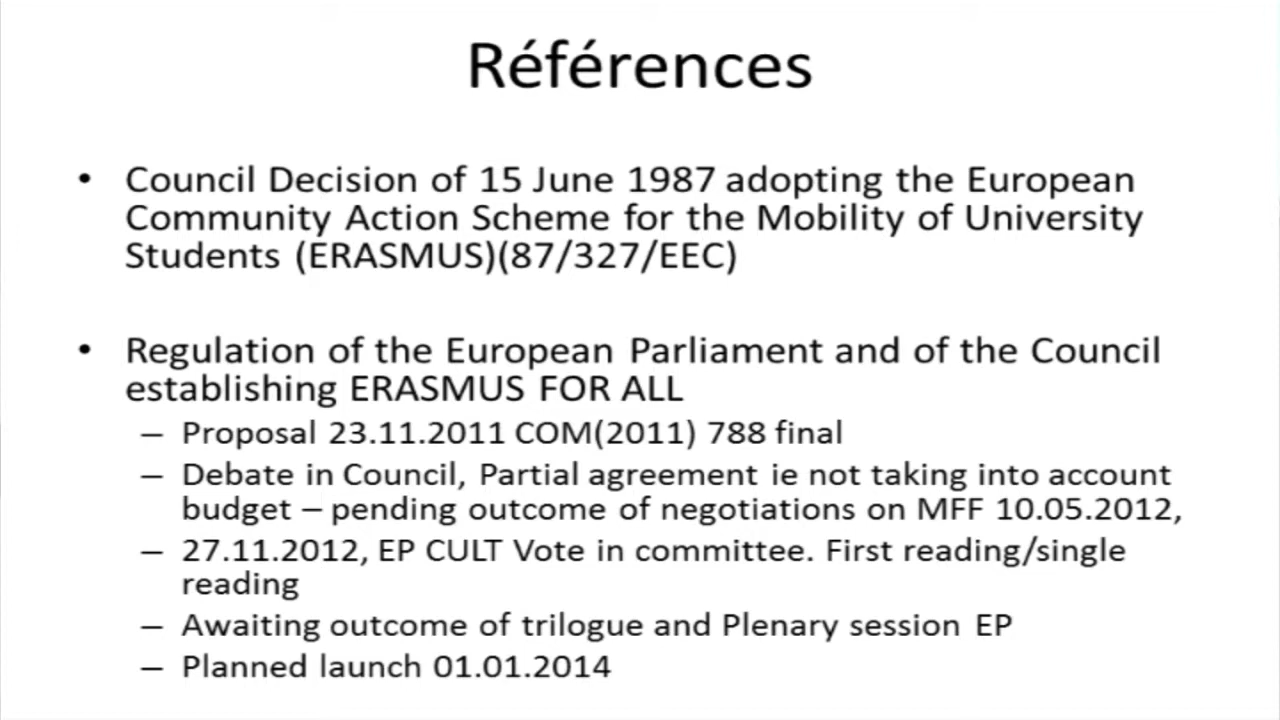 Références
• Council Decision of 15 June 1987 adopting the European
Community Action Scheme for the Mobility of University
Students (ERASMUS)(87/327/EEC)
• Regulation of the European Parliament and of the Council
establishing ERASMUS FOR ALL
– Proposal 23.11.2011 COM(2011) 788 final
– Debate in Council, Partial agreement ie not taking into account
budget – pending outcome of negotiations on MFF 10.05.2012,
– 27.11.2012, EP CULT Vote in committee. First reading/single
reading
– Awaiting outcome of trilogue and Plenary session EP
– Planned launch 01.01.2014